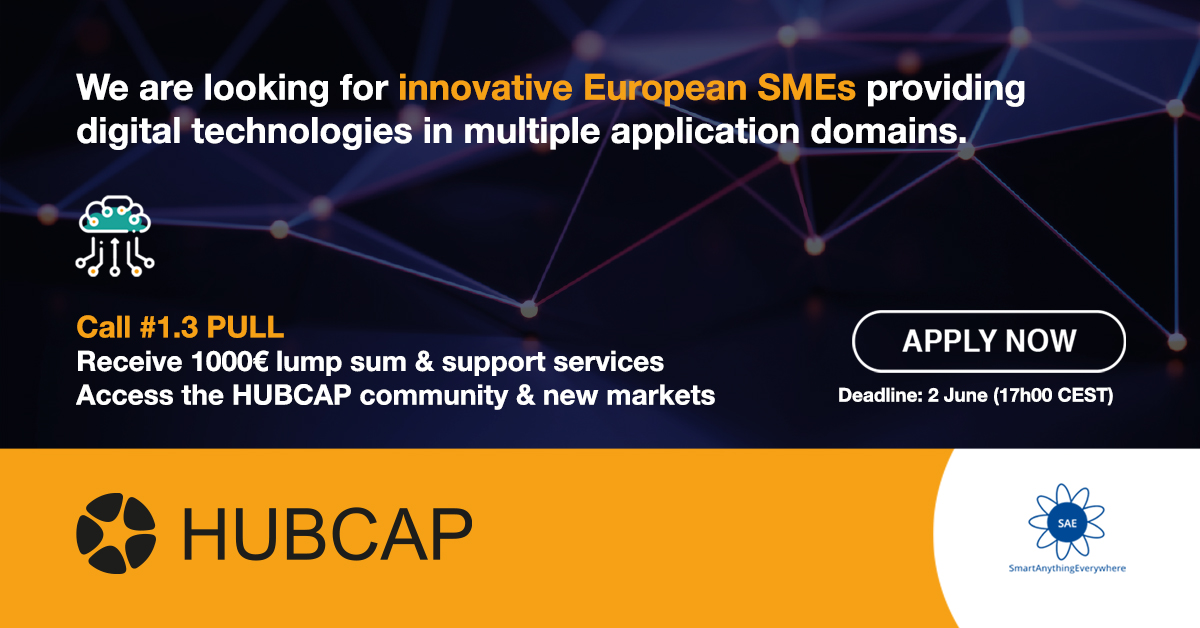 We are looking for innovative European SMEs providing
digital technologies in multiple application domains.
Call #1.3 PULL
Receive 1000€ lump sum & support services
Access the HUBCAP community & new markets
APPLY NOW
Deadline: 2 June (17h00 CEST)
HUBCAP
SAE
SmartAnythingEverywhere